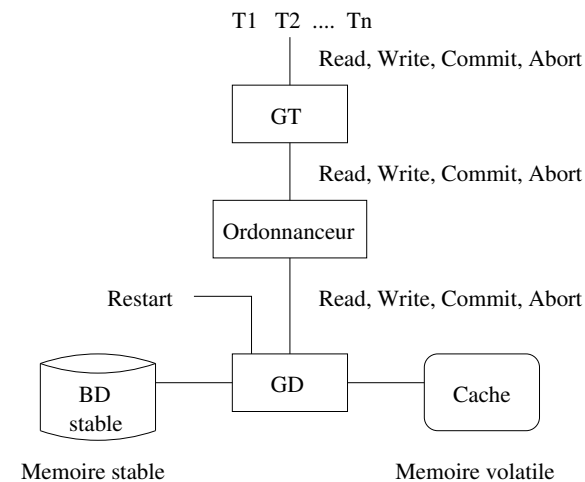 T1 T2 .... Tn
Read, Write, Commit, Abort
GT
Read, Write, Commit, Abort
Ordonnanceur
Restart
Read, Write, Commit, Abort
BD
stable
GD
Cache
Memoire stable
Memoire volatile